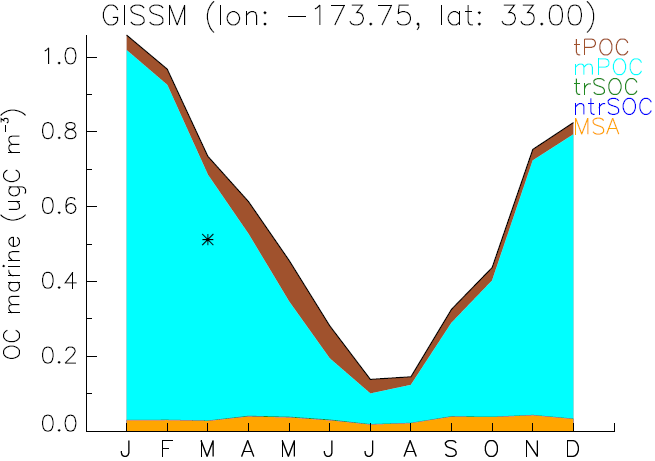 GISSM (lon: −173.75, lat: 33.00)
tPOC
mPOC
trSOC
ntrSOC
MSA
OC marine (ugC m⁻³)
1.0
0.8
0.6
0.4
0.2
0.0
J F M A M J J A S O N D